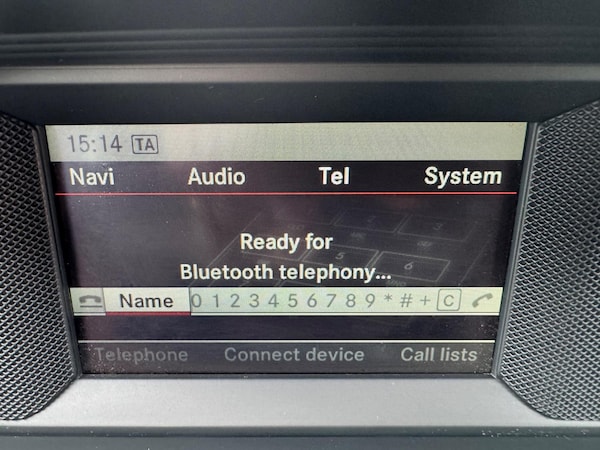 15:14 TA
Navi Audio Tel System
Ready for
Bluetooth telephony...
Name 0 1 2 3 4 5 6 7 8 9 * # + C
Telephone Connect device Call lists